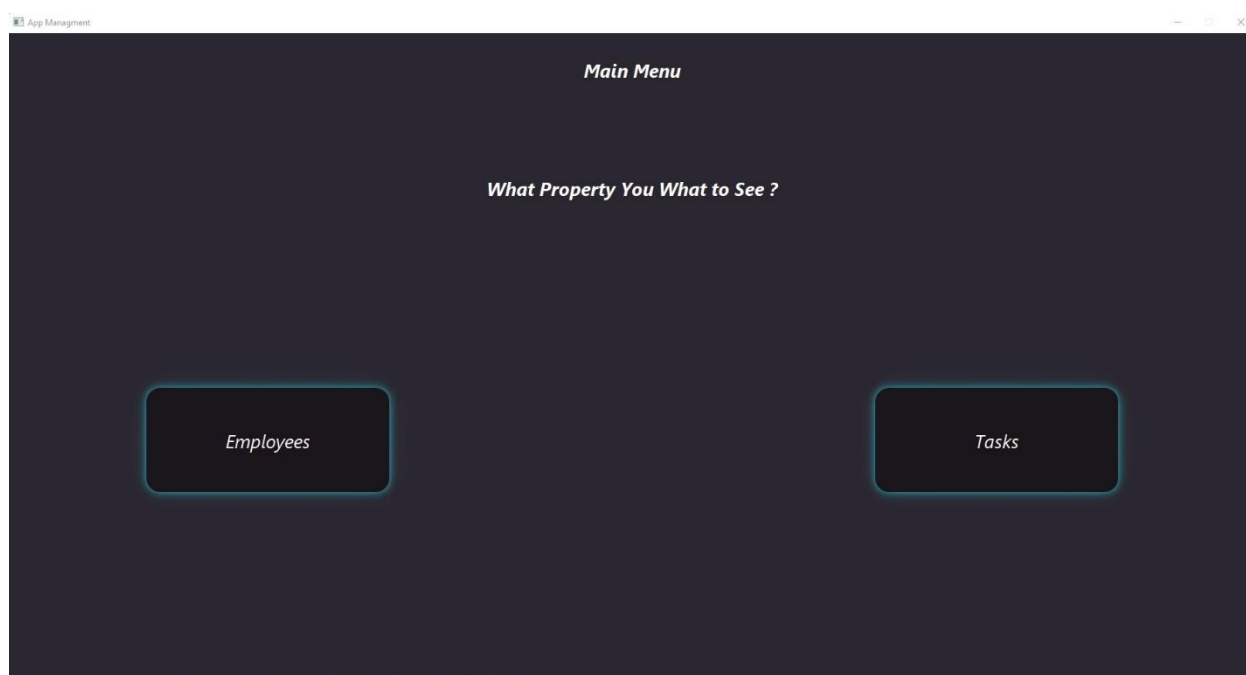 App Managment
Main Menu
What Property You What to See ?
Employees
Tasks